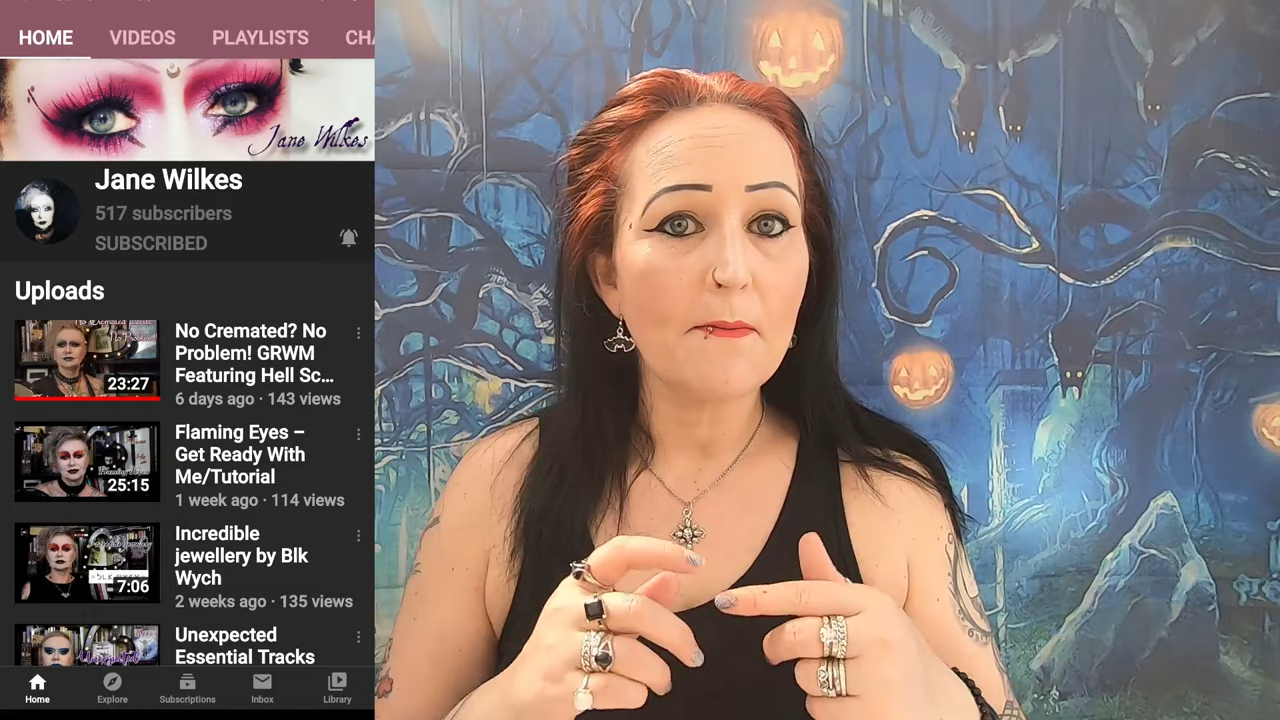 HOME VIDEOS PLAYLISTS CHA
Jane Wilkes
Jane Wilkes
517 subscribers
SUBSCRIBED
Uploads
23:27
No Cremated? No
Problem! GRWM
Featuring Hell Sc...
6 days ago · 143 views
25:15
Flaming Eyes –
Get Ready With
Me/Tutorial
1 week ago · 114 views
7:06
Incredible
jewellery by Blk
Wych
2 weeks ago · 135 views
Unexpected
Essential Tracks
Home Explore Subscriptions Inbox Library